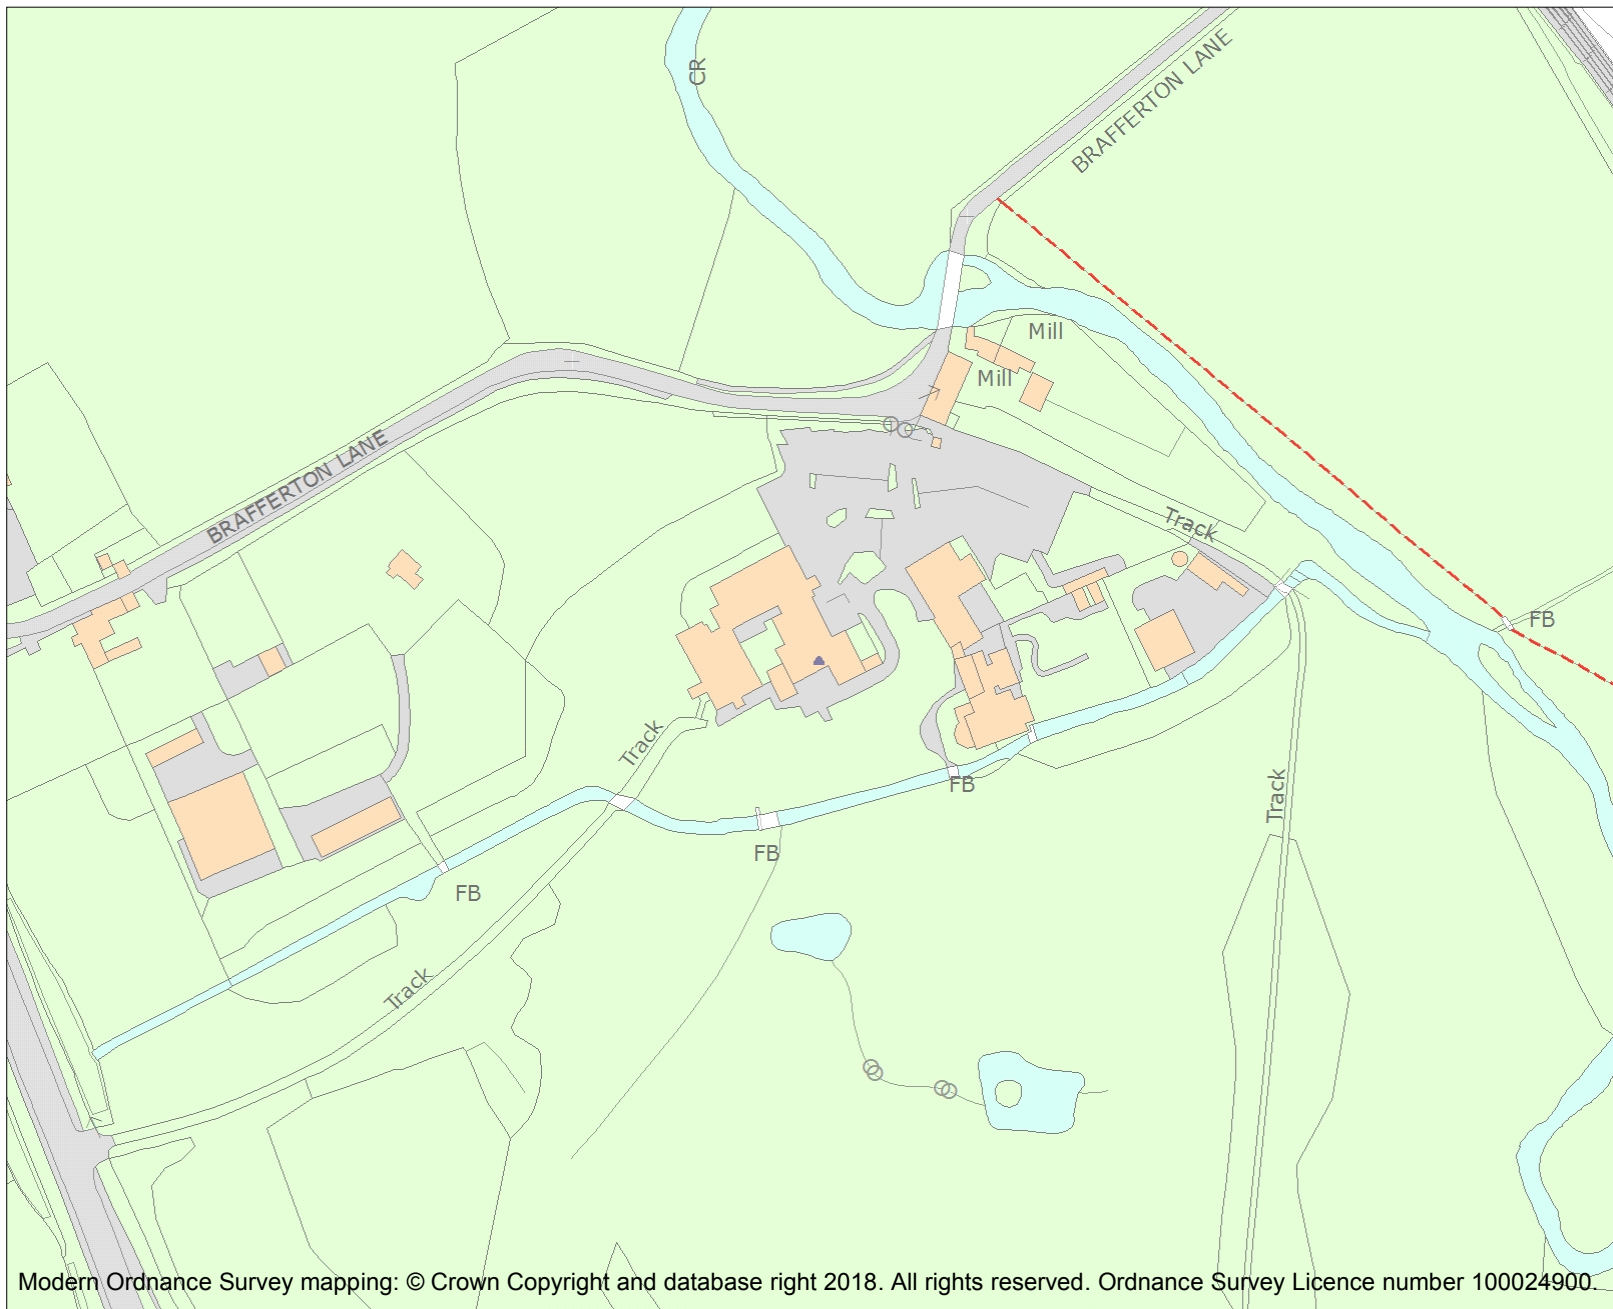 CR
BRAFFERTON LANE
Mill
Mill
BRAFFERTON LANE
Track
FB
Track
FB
Track
FB
FB
Track
Modern Ordnance Survey mapping: © Crown Copyright and database right 2018. All rights reserved. Ordnance Survey Licence number 100024900.